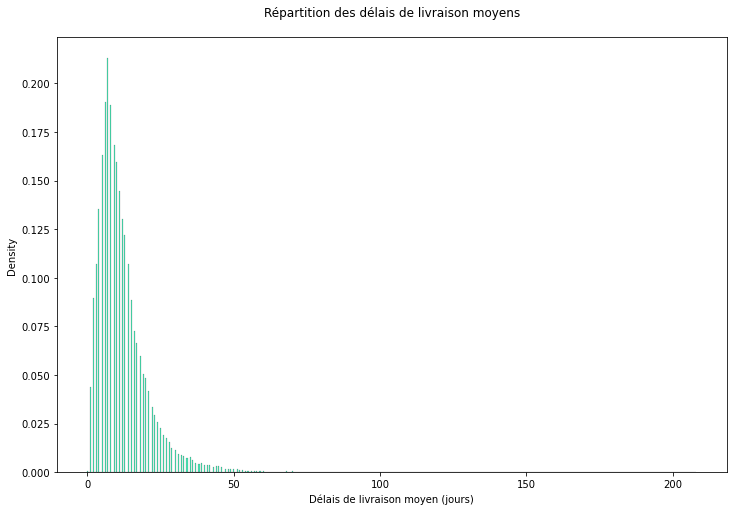 Répartition des délais de livraison moyens
0.200
0.175
0.150
0.125
0.100
0.075
0.050
0.025
0.000
Density
0 50 100 150 200
Délais de livraison moyen (jours)